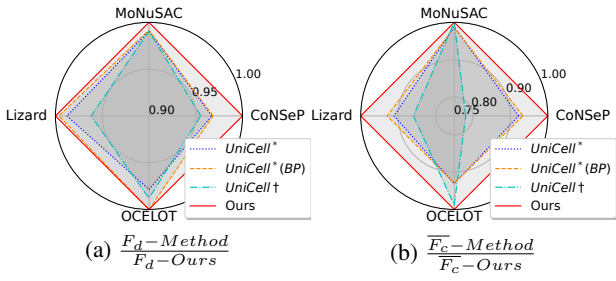 MoNuSAC
1.00
0.95
0.90
Lizard
CoNSeP
OCELOT
UniCell*
UniCell*(BP)
UniCell†
Ours
(a) F_d−Method / F_d−Ours
MoNuSAC
1.00
0.90
0.80
0.75
Lizard
CoNSeP
OCELOT
UniCell*
UniCell*(BP)
UniCell†
Ours
(b) F̅_c̅−Method / F̅_c̅−Ours